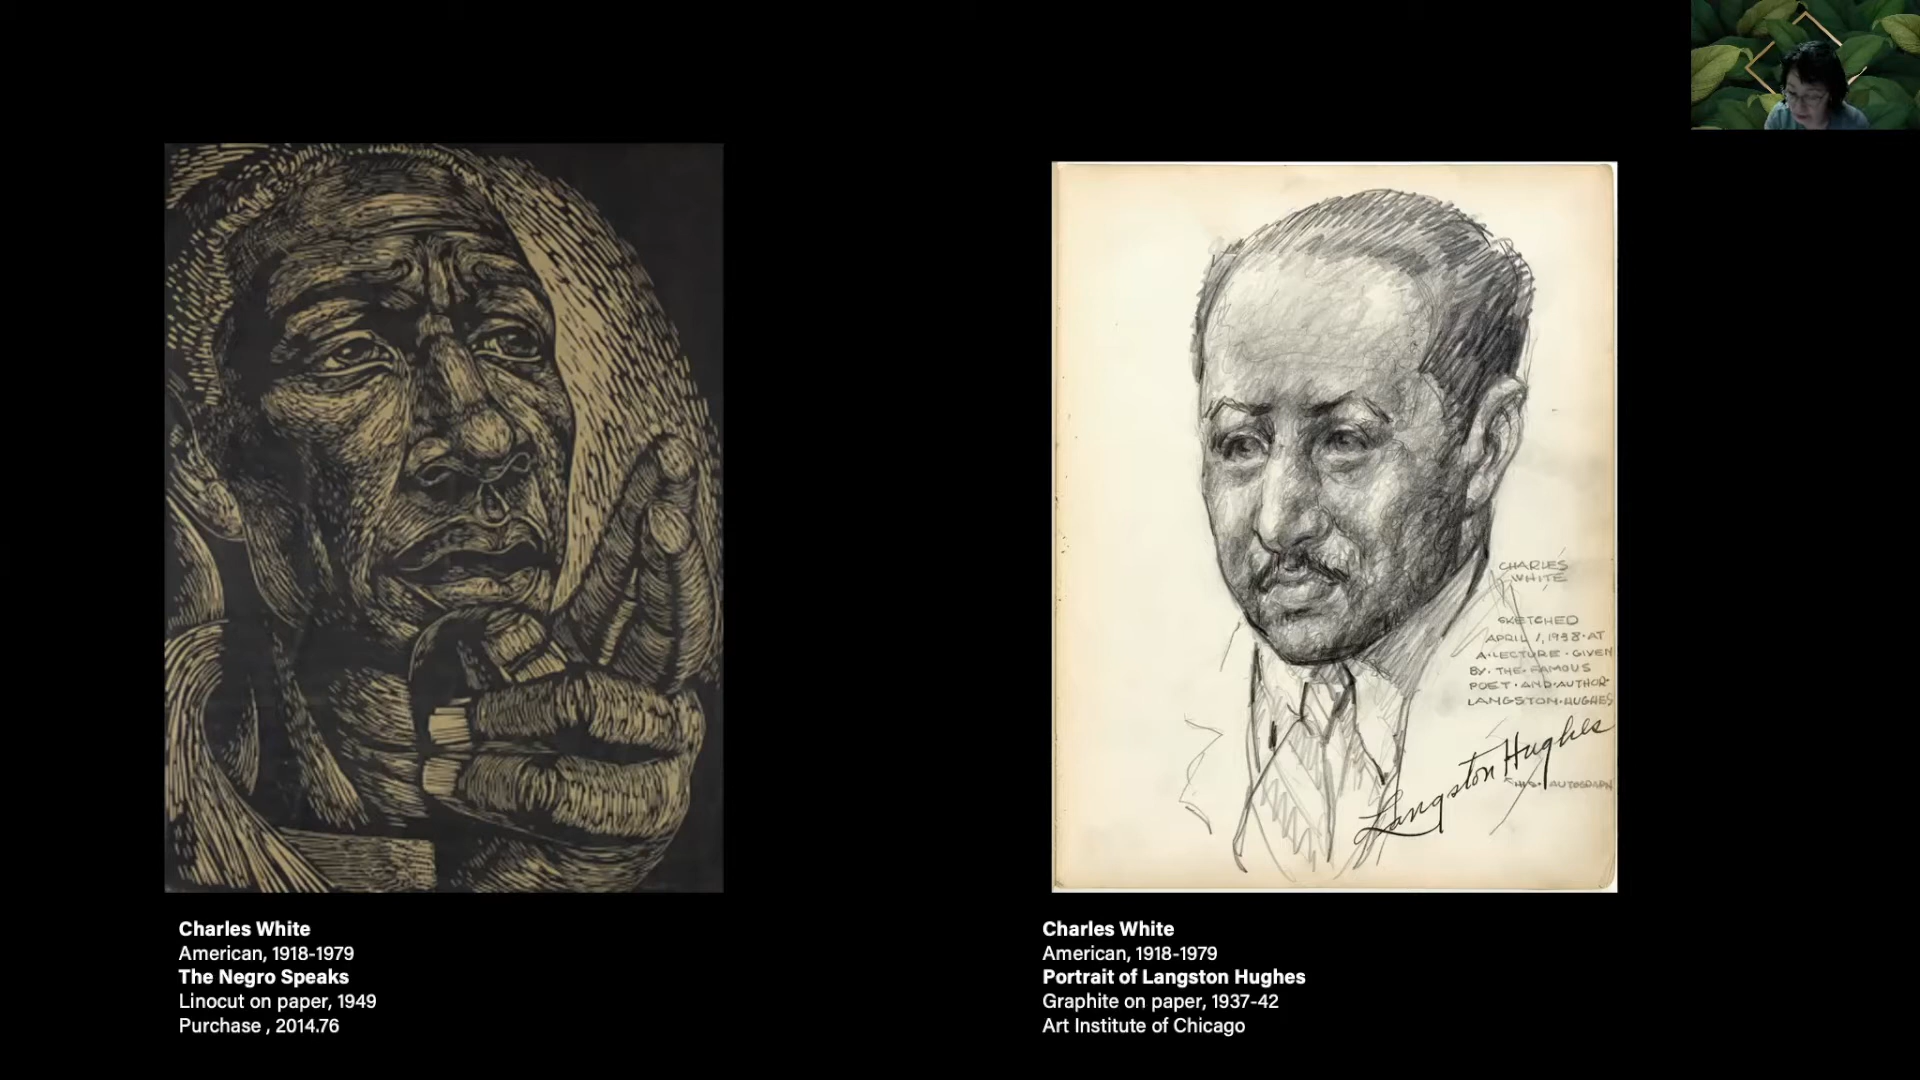 CHARLES
WHITE
SKETCHED
APRIL 1, 1938 · AT
A · LECTURE · GIVEN
BY · THE · FAMOUS
POET · AND · AUTHOR ·
LANGSTON · HUGHES
Langston Hughes
HIS · AUTOGRAPH
Charles White
American, 1918-1979
The Negro Speaks
Linocut on paper, 1949
Purchase , 2014.76
Charles White
American, 1918-1979
Portrait of Langston Hughes
Graphite on paper, 1937-42
Art Institute of Chicago